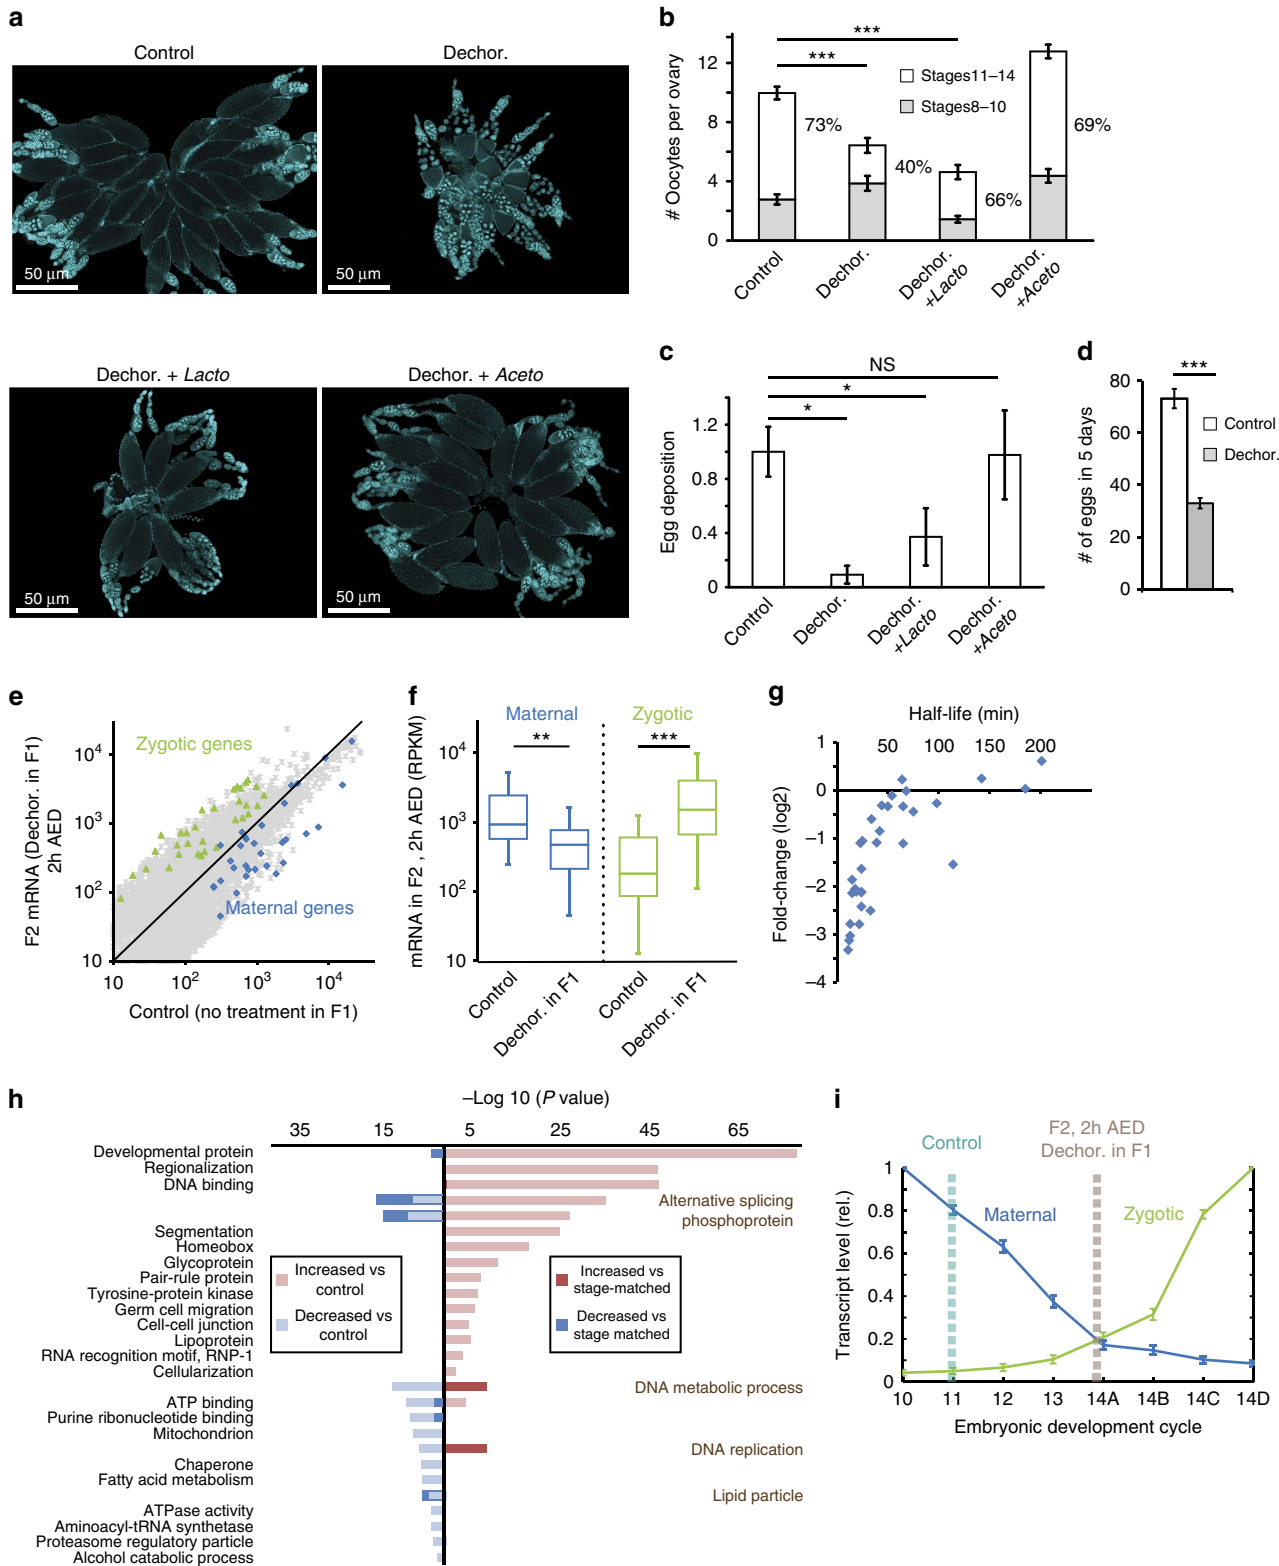 a
Control
Dechor.
50 µm
50 µm
Dechor. + Lacto
Dechor. + Aceto
50 µm
50 µm
b
# Oocytes per ovary
12
8
4
0
***
***
Stages11–14
Stages8–10
73%
40%
66%
69%
Control
Dechor.
Dechor. +Lacto
Dechor. +Aceto
c
Egg deposition
1.2
0.8
0.4
0
NS
*
*
Control
Dechor.
Dechor. +Lacto
Dechor. +Aceto
d
# of eggs in 5 days
80
60
40
20
0
***
Control
Dechor.
e
F2 mRNA (Dechor. in F1)
2h AED
10⁴
10³
10²
10
Zygotic genes
Maternal genes
10
10²
10³
10⁴
Control (no treatment in F1)
f
mRNA in F2 , 2h AED (RPKM)
10⁴
10³
10²
10
Maternal
Zygotic
**
***
Control
Dechor. in F1
Control
Dechor. in F1
g
Half-life (min)
50
100
150
200
Fold-change (log2)
1
0
–1
–2
–3
–4
h
–Log 10 (P value)
35
15
5
25
45
65
Developmental protein
Regionalization
DNA binding
Alternative splicing
phosphoprotein
Segmentation
Homeobox
Glycoprotein
Pair-rule protein
Tyrosine-protein kinase
Germ cell migration
Cell-cell junction
Lipoprotein
RNA recognition motif, RNP-1
Cellularization
DNA metabolic process
ATP binding
Purine ribonucleotide binding
Mitochondrion
DNA replication
Chaperone
Fatty acid metabolism
Lipid particle
ATPase activity
Aminoacyl-tRNA synthetase
Proteasome regulatory particle
Alcohol catabolic process
Increased vs
control
Decreased vs
control
Increased vs
stage-matched
Decreased vs
stage matched
i
F2, 2h AED
Dechor. in F1
Control
Maternal
Zygotic
Transcript level (rel.)
1
0.8
0.6
0.4
0.2
0
10
11
12
13
14A
14B
14C
14D
Embryonic development cycle